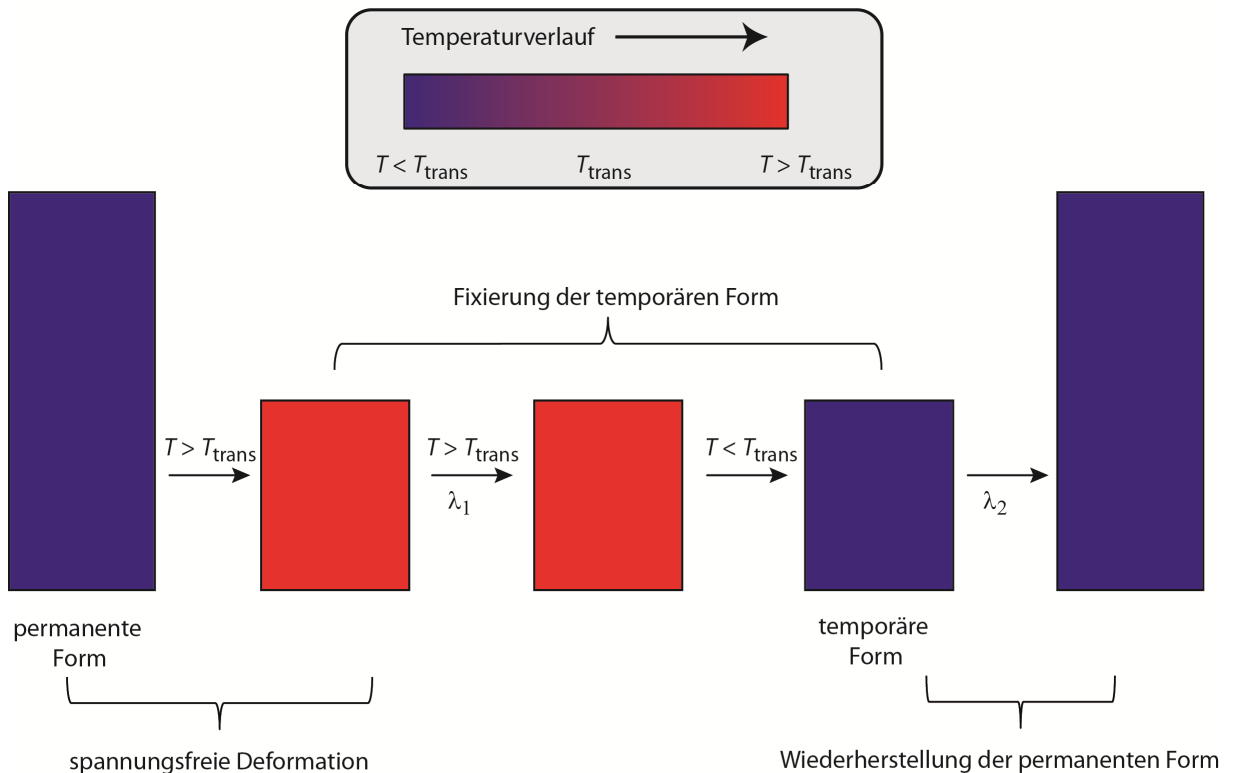 Temperaturverlauf
T < Ttrans
Ttrans
T > Ttrans
Fixierung der temporären Form
T > Ttrans
T > Ttrans
λ1
T < Ttrans
λ2
permanente
Form
temporäre
Form
spannungsfreie Deformation
Wiederherstellung der permanenten Form